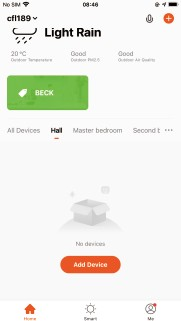 No SIM
08:46
cfl189
Light Rain
20 °C
Good
Good
Outdoor Temperature
Outdoor PM2.5
Outdoor Air Quality
BECK
All Devices Hall Master bedroom Second b ···
No devices
Add Device
Home Smart Me